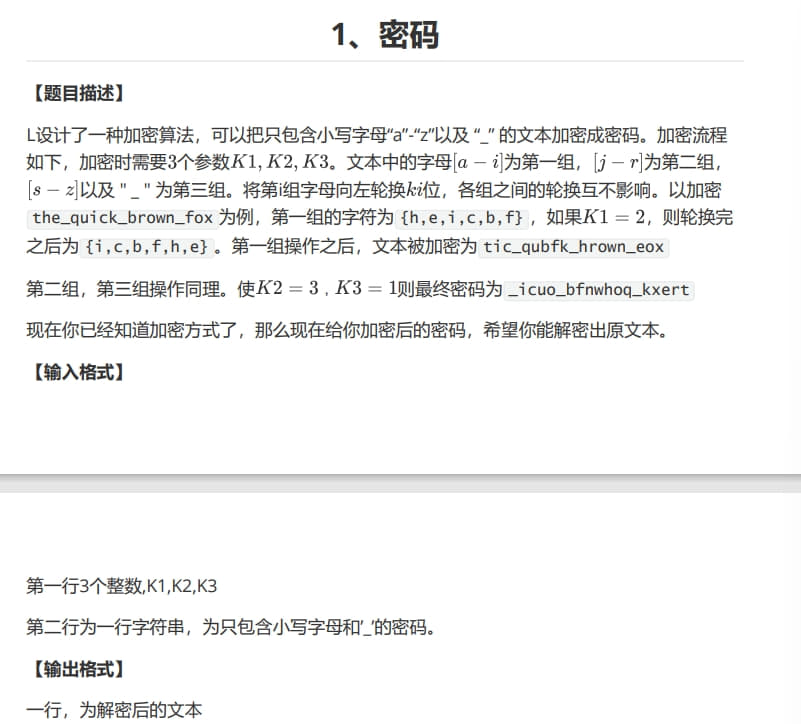 1、密码
【题目描述】
L设计了一种加密算法，可以把只包含小写字母“a”-“z”以及 “_” 的文本加密成密码。加密流程
如下，加密时需要3个参数K1, K2, K3。文本中的字母[a − i]为第一组，[j − r]为第二组，
[s − z]以及 " _ " 为第三组。将第i组字母向左轮换ki位，各组之间的轮换互不影响。以加密
the_quick_brown_fox 为例，第一组的字符为 {h,e,i,c,b,f} ，如果K1 = 2，则轮换完
之后为 {i,c,b,f,h,e} 。第一组操作之后，文本被加密为 tic_qubfk_hrown_eox
第二组，第三组操作同理。使K2 = 3 , K3 = 1则最终密码为 _icuo_bfnwhoq_kxert
现在你已经知道加密方式了，那么现在给你加密后的密码，希望你能解密出原文本。
【输入格式】
第一行3个整数,K1,K2,K3
第二行为一行字符串，为只包含小写字母和'_'的密码。
【输出格式】
一行，为解密后的文本